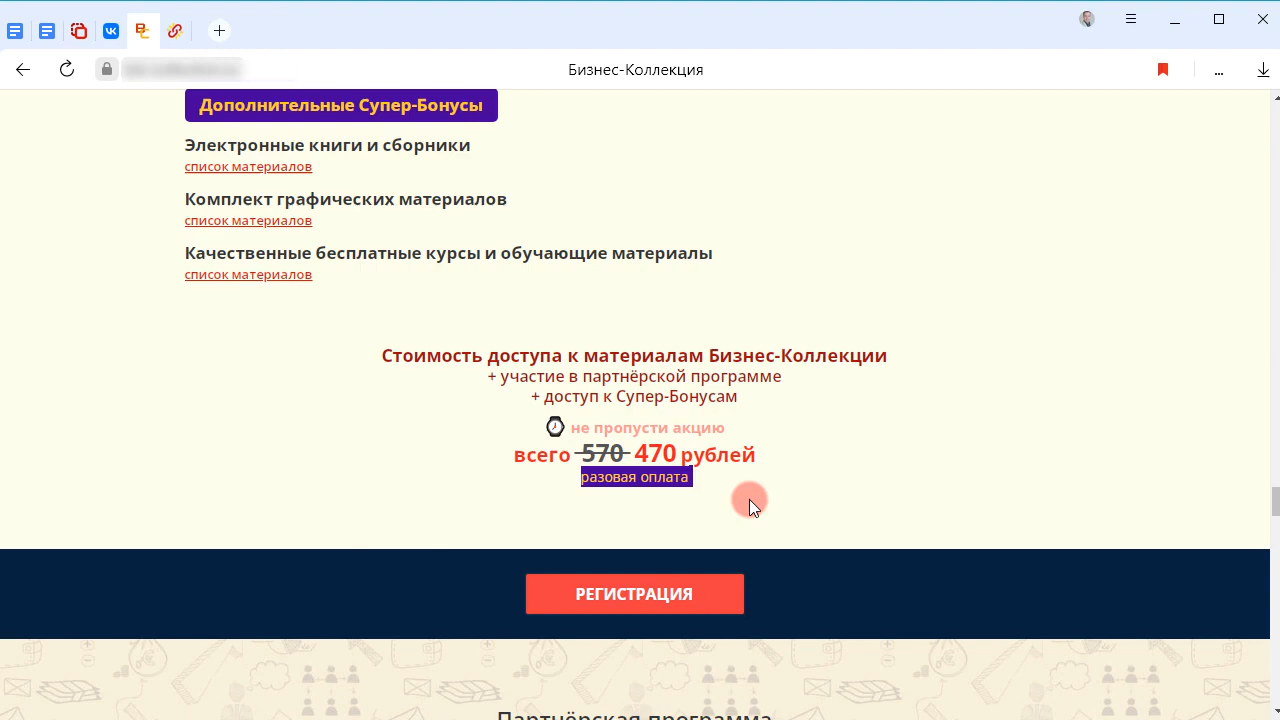 Бизнес-Коллекция
Дополнительные Супер-Бонусы
Электронные книги и сборники
список материалов
Комплект графических материалов
список материалов
Качественные бесплатные курсы и обучающие материалы
список материалов
Стоимость доступа к материалам Бизнес-Коллекции
+ участие в партнёрской программе
+ доступ к Супер-Бонусам
не пропусти акцию
всего 570 470 рублей
разовая оплата
РЕГИСТРАЦИЯ
Партнёрская программа